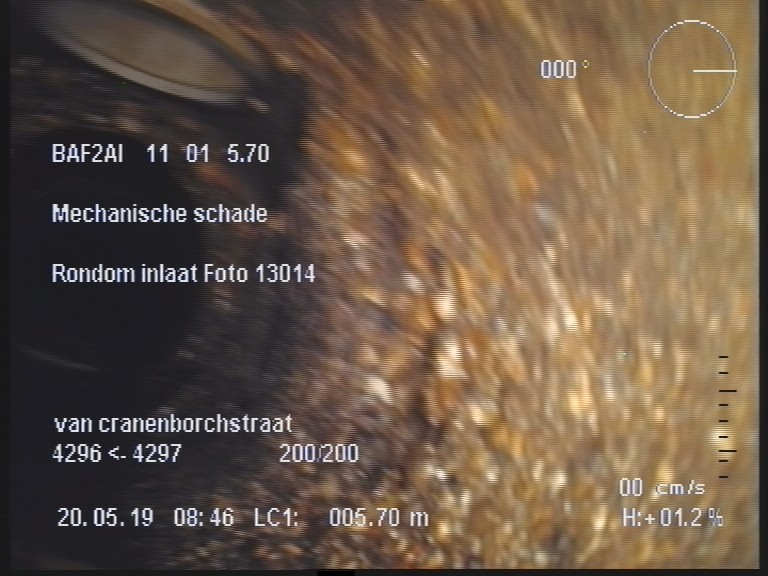 000°
BAF2AI 11 01 5.70
Mechanische schade
Rondom inlaat Foto 13014
van cranenborchstraat
4296 <- 4297 200/200
00 cm/s
20.05.19 08:46 LC1: 005.70 m H:+01.2 %